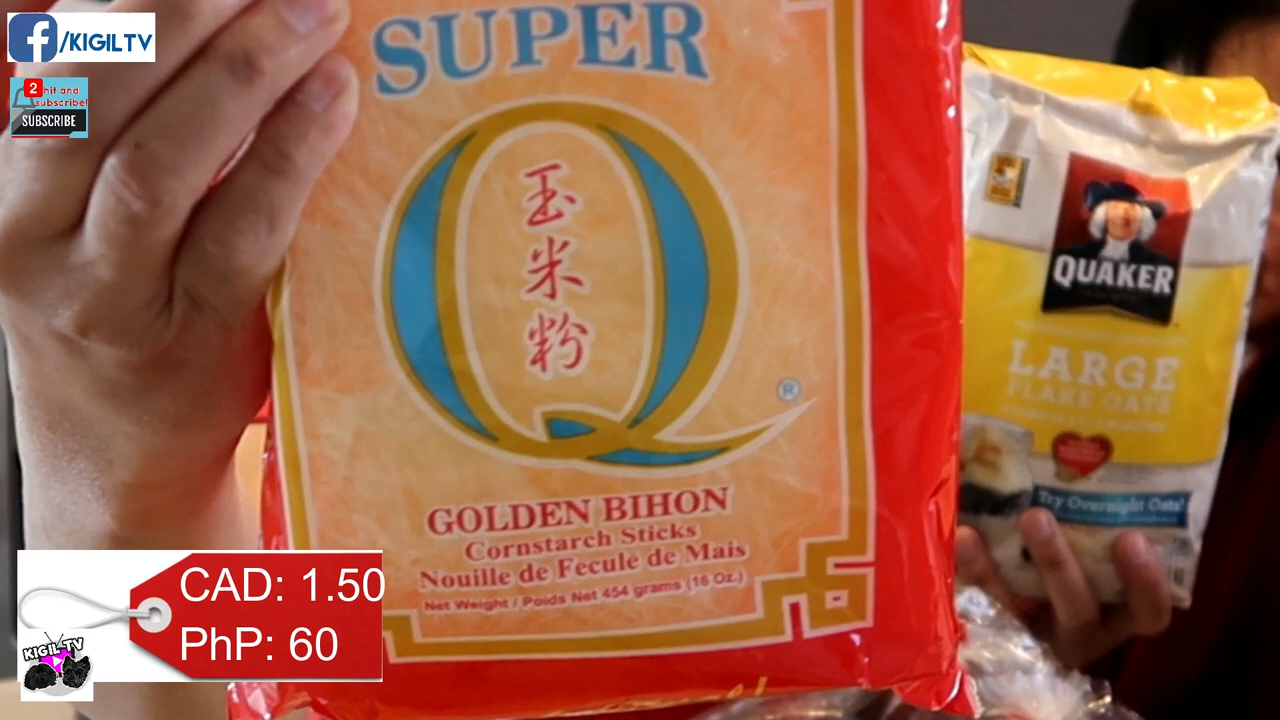 /KIGILTV
2
hit and
subscribe!
SUBSCRIBE
SUPER
Q
玉
米
粉
®
GOLDEN BIHON
Cornstarch Sticks
Nouille de Fecule de Mais
Net Weight / Poids Net 454 grams (16 Oz.)
QUAKER
LARGE
FLAKE OATS
Try Overnight Oats!
CAD: 1.50
PhP: 60
KIGIL TV